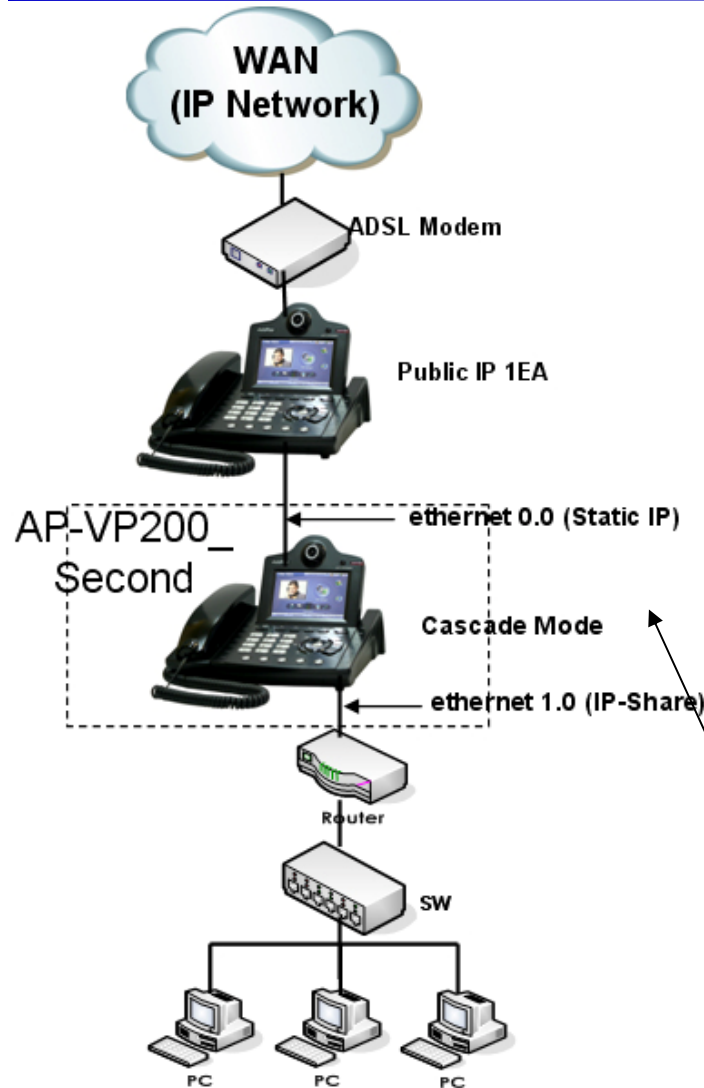 WAN
(IP Network)
ADSL Modem
Public IP 1EA
ethernet 0.0 (Static IP)
AP-VP200_
Second
Cascade Mode
ethernet 1.0 (IP-Share)
Router
SW
PC
PC
PC